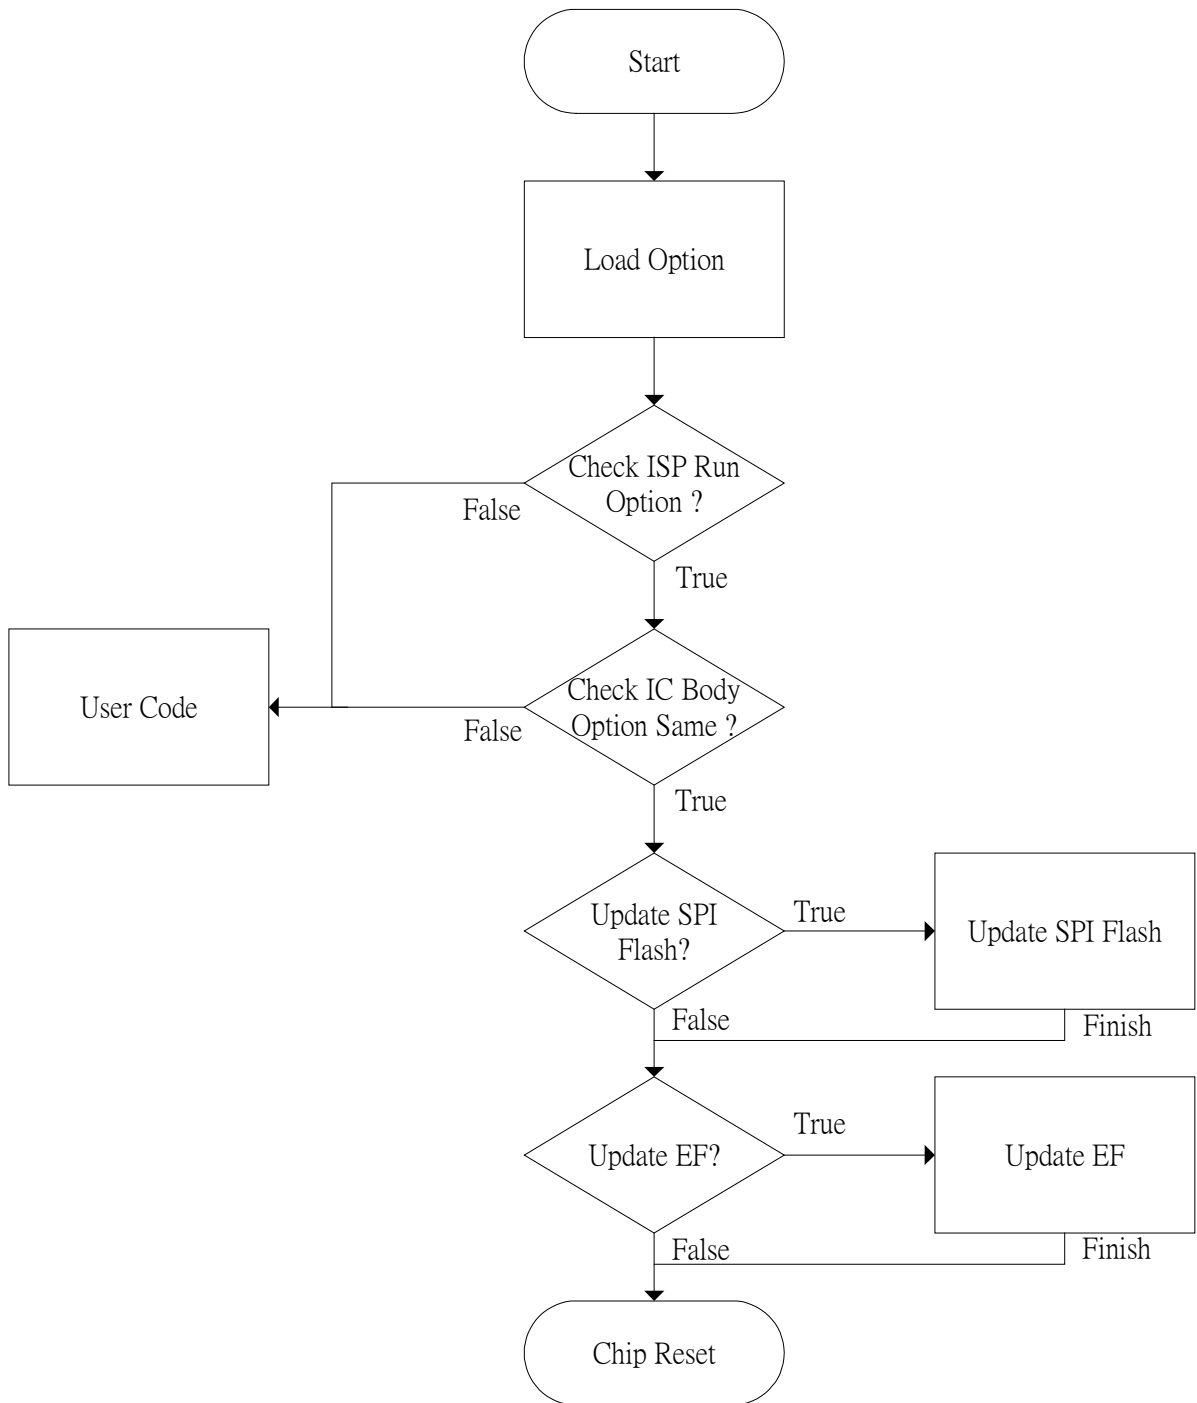 Start
Load Option
Check ISP Run
Option ?
False
True
User Code
Check IC Body
Option Same ?
False
True
Update SPI
Flash?
True
Update SPI Flash
False
Finish
Update EF?
True
Update EF
False
Finish
Chip Reset